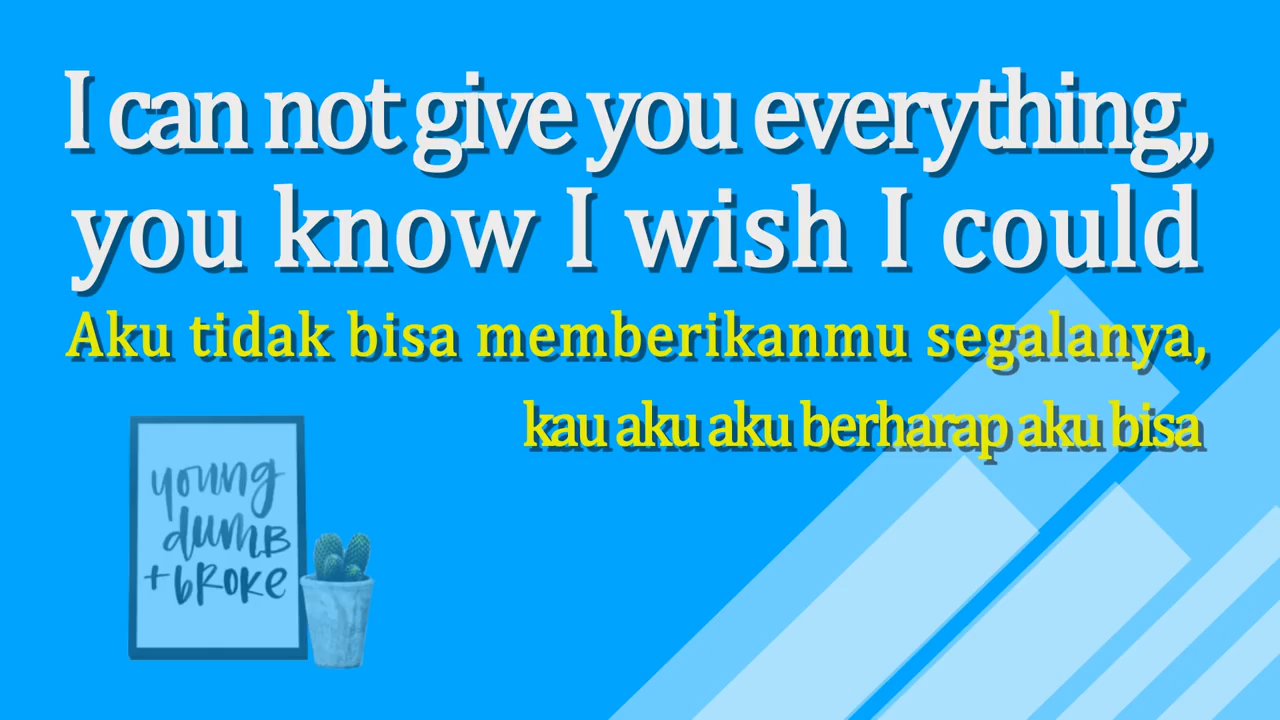 I can not give you everything,,
you know I wish I could
Aku tidak bisa memberikanmu segalanya,
kau aku aku berharap aku bisa
young
dumb
+ broke